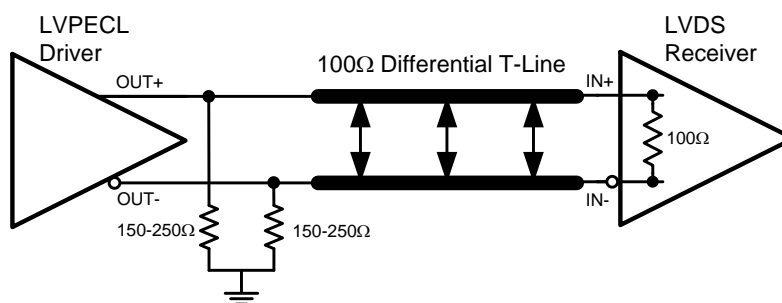 LVPECL
Driver
LVDS
Receiver
100Ω Differential T-Line
OUT+
IN+
100Ω
OUT-
IN-
150-250Ω
150-250Ω